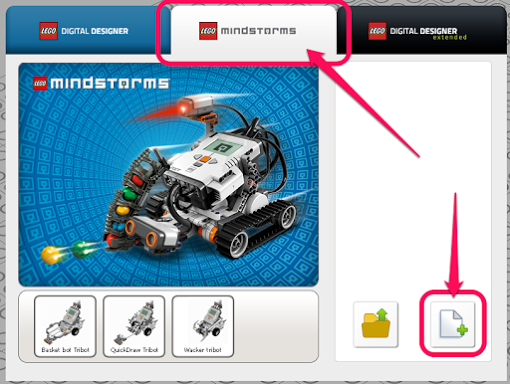 LEGO DIGITAL DESIGNER
LEGO mindstorms
LEGO DIGITAL DESIGNER
extended
LEGO mindstorms
Basket bot Tribot
QuickDraw Tribot
Wacker tribot